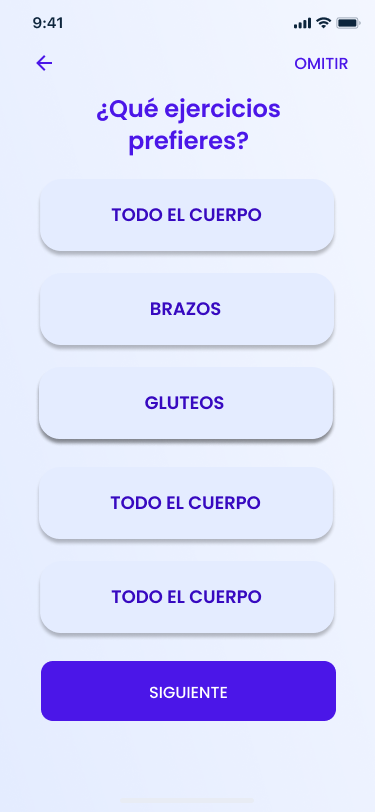 9:41
OMITIR
¿Qué ejercicios
prefieres?
TODO EL CUERPO
BRAZOS
GLUTEOS
TODO EL CUERPO
TODO EL CUERPO
SIGUIENTE